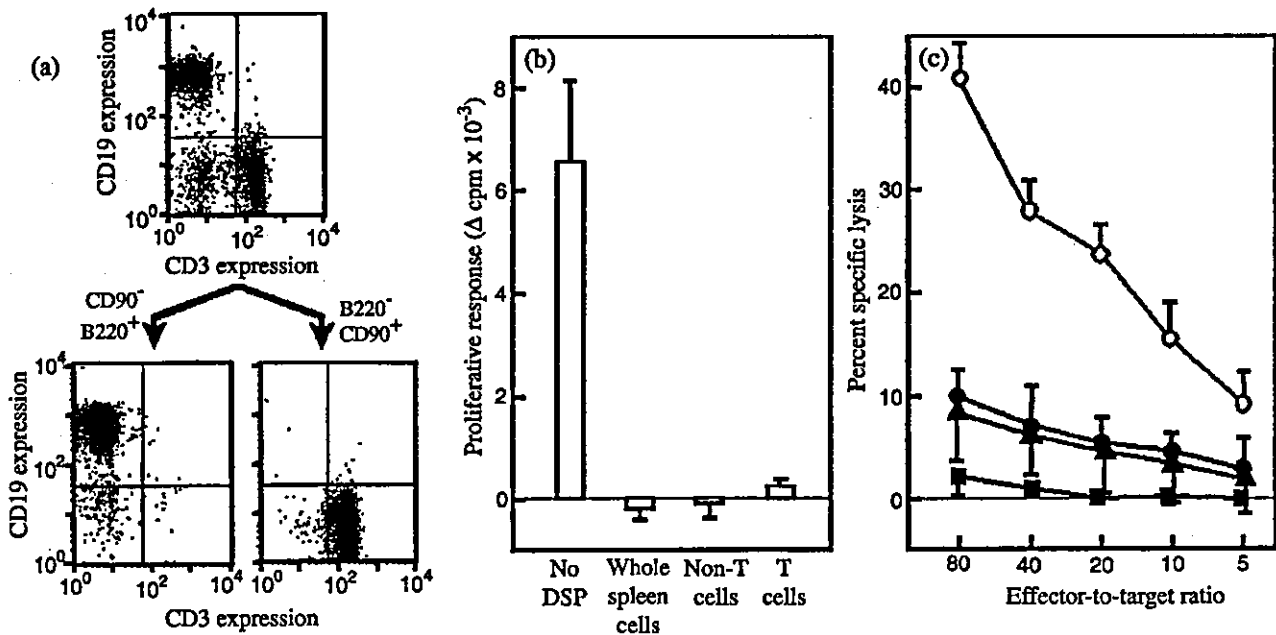 (a)
CD19 expression
10^4
10^2
10^0
10^0 10^2 10^4
CD3 expression
CD90^-
B220^+
B220^-
CD90^+
CD19 expression
10^4
10^2
10^0
10^0 10^2 10^4
10^0 10^2 10^4
CD3 expression
(b)
Proliferative response (Δ cpm x 10^-3)
8
6
4
2
0
No DSP
Whole spleen cells
Non-T cells
T cells
(c)
Percent specific lysis
40
30
20
10
0
80 40 20 10 5
Effector-to-target ratio